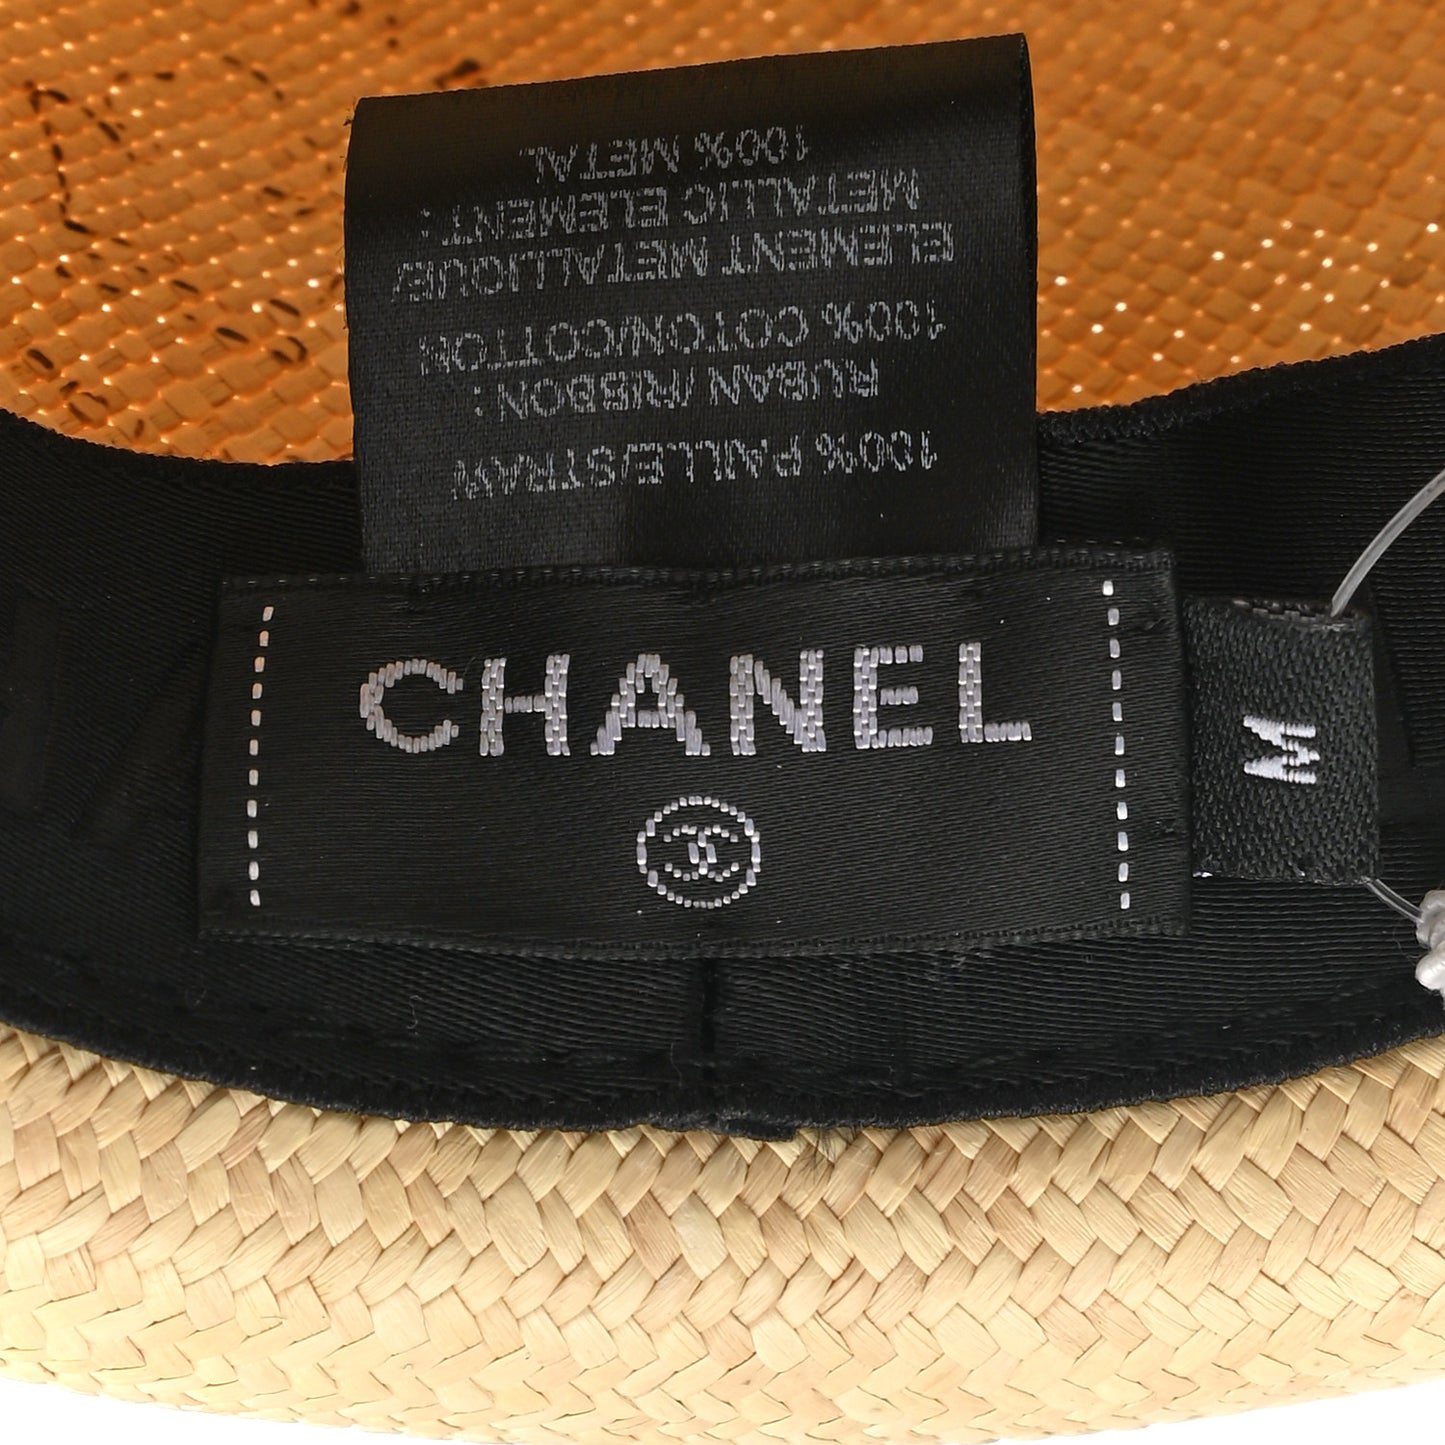 100% PAILLE/STRAW
RUBAN /RIBBON :
100% COTON/COTTON
ELEMENT METALLIQUE/
METALLIC ELEMENT :
100% METAL
CHANEL
M